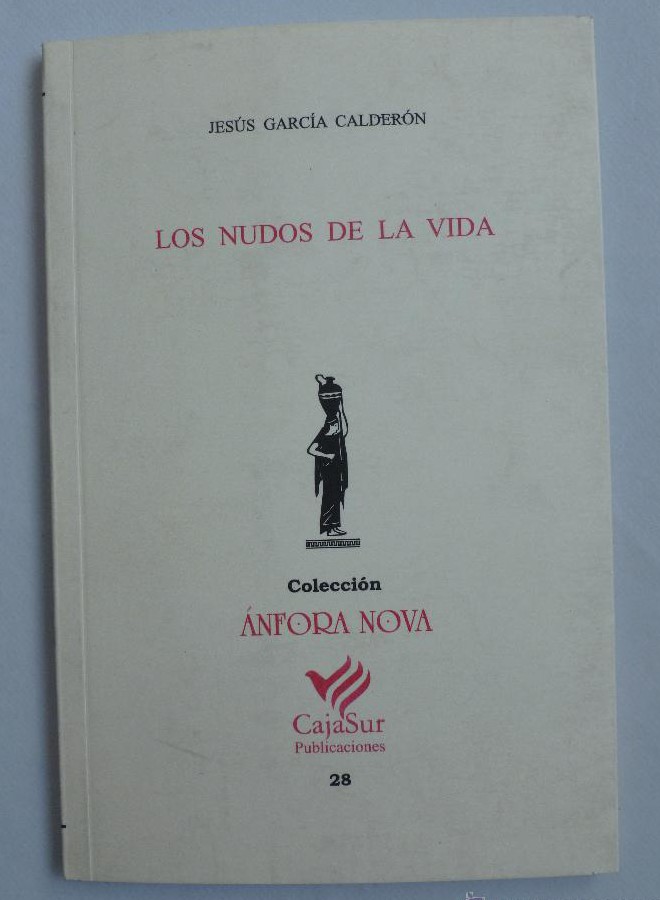 JESÚS GARCÍA CALDERÓN
LOS NUDOS DE LA VIDA
Colección
ÁNFORA NOVA
CajaSur
Publicaciones
28